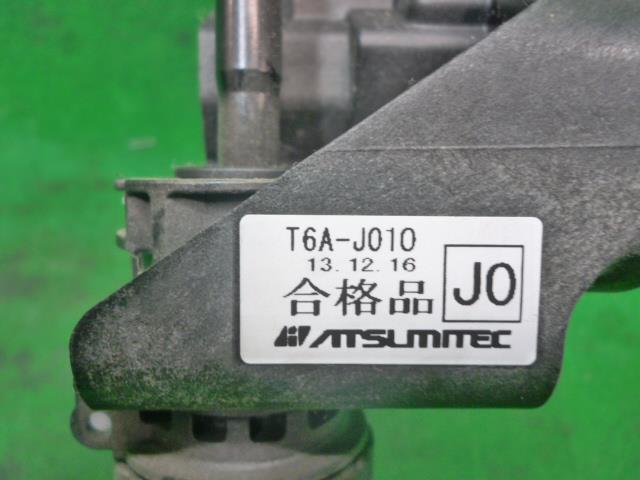 T6A-J010
13.12.16
合格品
J0
ATSUMITEC